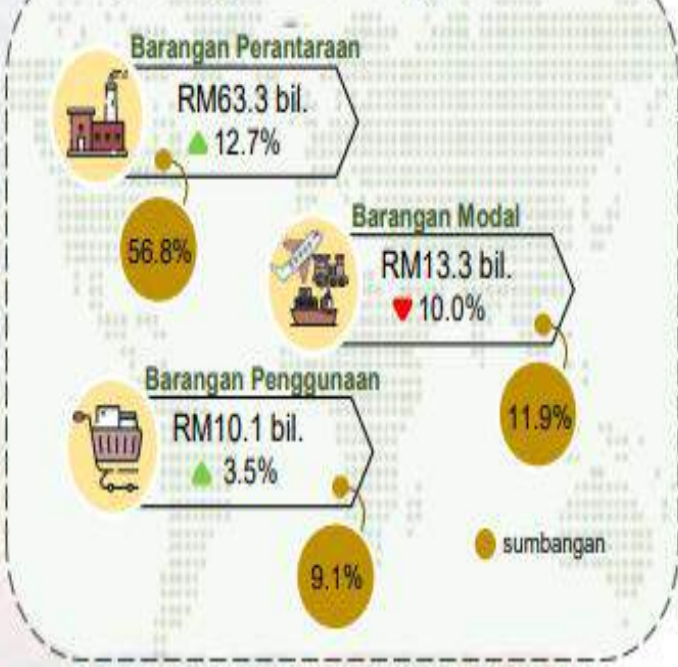 Barangan Perantaraan
RM63.3 bil.
12.7%
56.8%
Barangan Modal
RM13.3 bil.
10.0%
11.9%
Barangan Penggunaan
RM10.1 bil.
3.5%
9.1%
sumbangan